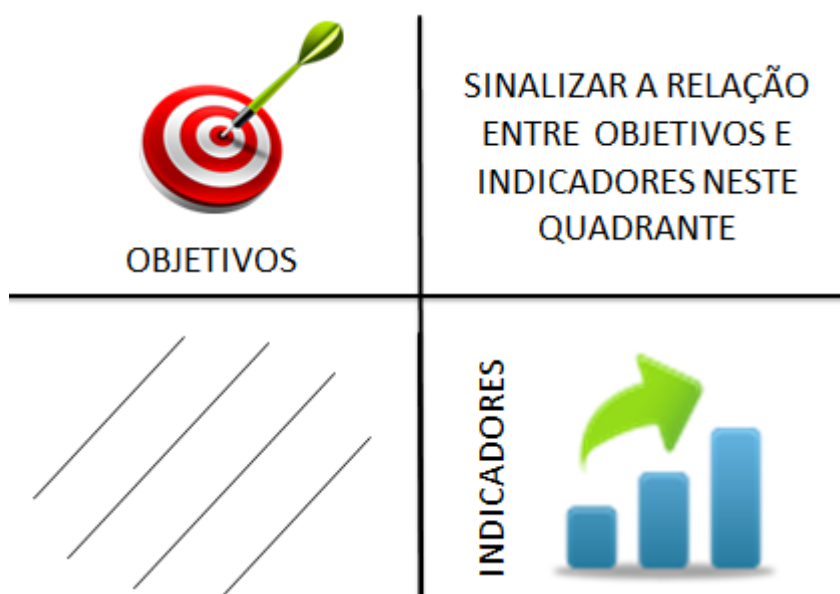 SINALIZAR A RELAÇÃO
ENTRE OBJETIVOS E
INDICADORES NESTE
QUADRANTE
OBJETIVOS
INDICADORES